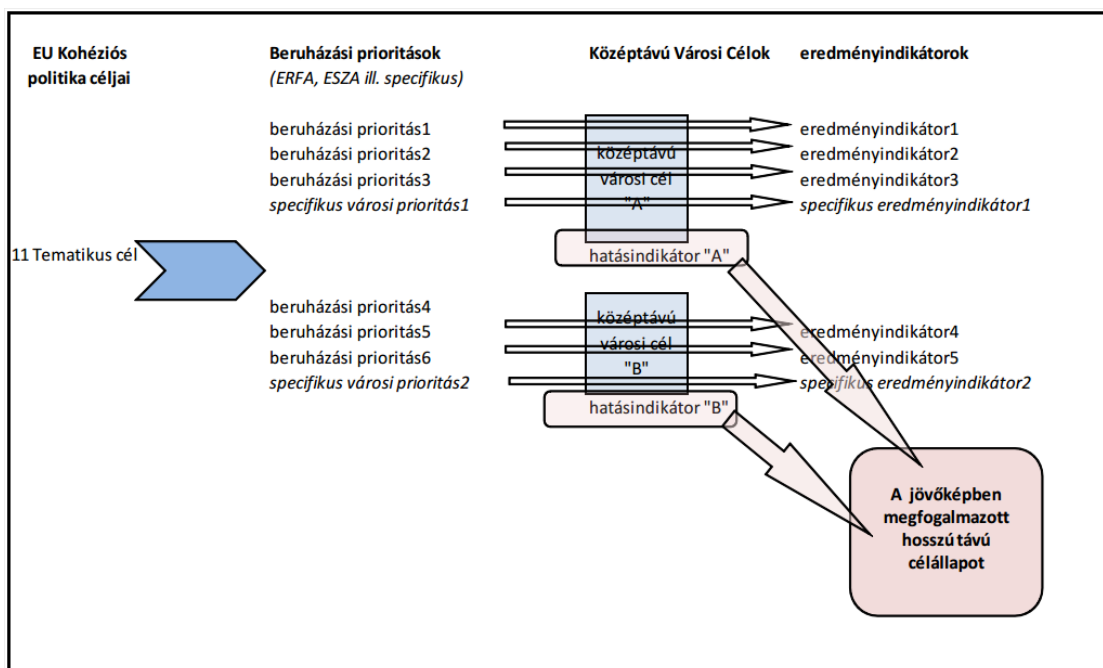 EU Kohéziós
politika céljai
Beruházási prioritások
(ERFA, ESZA ill. specifikus)
Középtávú Városi Célok
eredményindikátorok
beruházási prioritás1
beruházási prioritás2
beruházási prioritás3
specifikus városi prioritás1
középtávú
városi cél
"A"
eredményindikátor1
eredményindikátor2
eredményindikátor3
specifikus eredményindikátor1
11 Tematikus cél
hatásindikátor "A"
beruházási prioritás4
beruházási prioritás5
beruházási prioritás6
specifikus városi prioritás2
középtávú
városi cél
"B"
eredményindikátor4
eredményindikátor5
specifikus eredményindikátor2
hatásindikátor "B"
A jövőképben
megfogalmazott
hosszú távú
célállapot